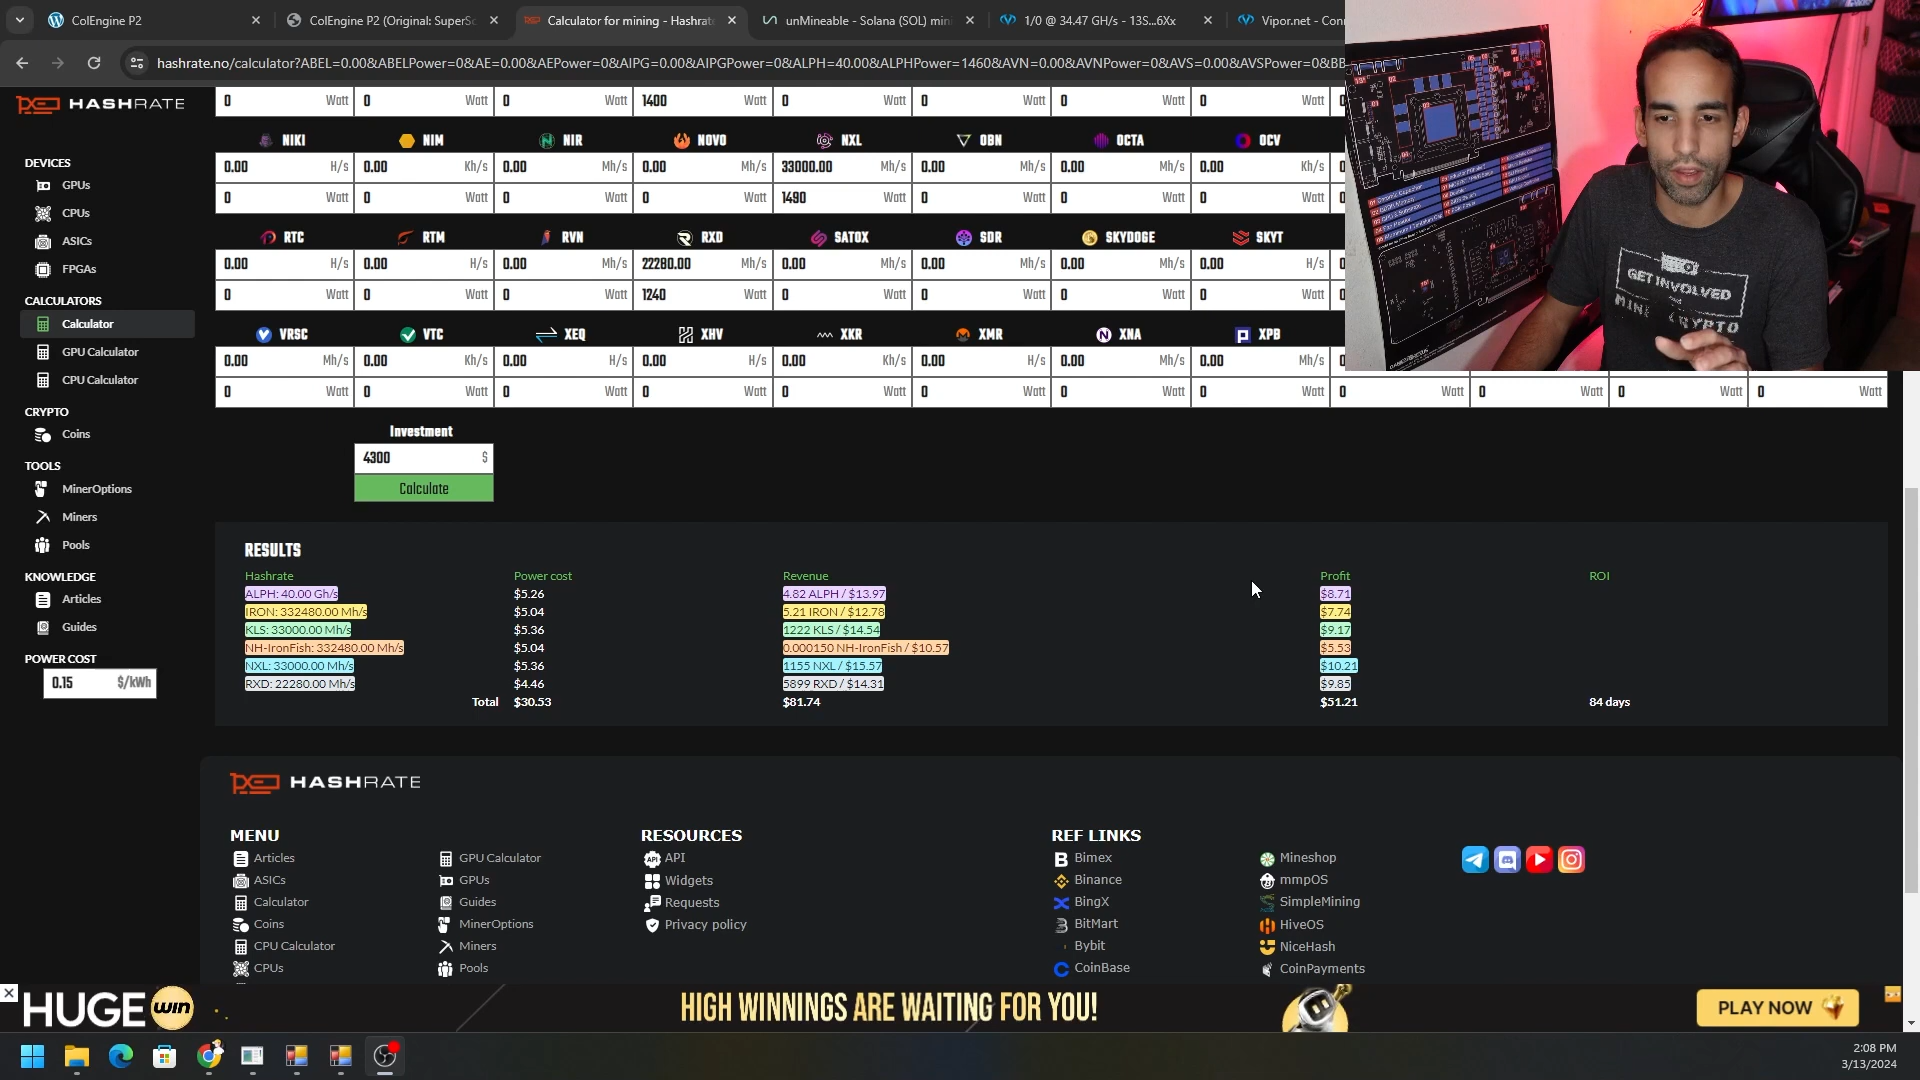 ColEngine P2
ColEngine P2 (Original: SuperSc
Calculator for mining - Hashrate
unMineable - Solana (SOL) mini
1/0 @ 34.47 GH/s - 13S...6Xx
Vipor.net - Conn
hashrate.no/calculator?ABEL=0.00&ABELPower=0&AE=0.00&AEPower=0&AIPG=0.00&AIPGPower=0&ALPH=40.00&ALPHPower=1460&AVN=0.00&AVNPower=0&AVS=0.00&AVSPower=0&BB
HASHRATE
DEVICES
GPUs
CPUs
ASICs
FPGAs
CALCULATORS
Calculator
GPU Calculator
CPU Calculator
CRYPTO
Coins
TOOLS
MinerOptions
Miners
Pools
KNOWLEDGE
Articles
Guides
POWER COST
0.15 $/kWh
0 Watt 0 Watt 0 Watt 1400 Watt 0 Watt 0 Watt 0 Watt 0 Watt
NIKI NIM NIR NOVO NXL OBN OCTA OCV
0.00 H/s 0.00 Kh/s 0.00 Mh/s 0.00 Mh/s 33000.00 Mh/s 0.00 Mh/s 0.00 Mh/s 0.00 Kh/s
0 Watt 0 Watt 0 Watt 0 Watt 1490 Watt 0 Watt 0 Watt 0 Watt
RTC RTM RVN RXD SATOX SDR SKYDOGE SKYT
0.00 H/s 0.00 H/s 0.00 Mh/s 22280.00 Mh/s 0.00 Mh/s 0.00 Mh/s 0.00 Mh/s 0.00 H/s
0 Watt 0 Watt 0 Watt 1240 Watt 0 Watt 0 Watt 0 Watt 0 Watt
VRSC VTC XEQ XHV XKR XMR XNA XPB
0.00 Mh/s 0.00 Mh/s 0.00 H/s 0.00 H/s 0.00 Kh/s 0.00 H/s 0.00 Mh/s 0.00 Mh/s
0 Watt 0 Watt 0 Watt 0 Watt 0 Watt 0 Watt 0 Watt 0 Watt 0 Watt 0 Watt 0 Watt 0 Watt
GET INVOLVED
MINE CRYPTO
Investment
4300 $
Calculate
RESULTS
Hashrate Power cost Revenue Profit ROI
ALPH: 40.00 Gh/s $5.26 4.82 ALPH / $13.97 $8.71
IRON: 332480.00 Mh/s $5.04 5.21 IRON / $12.78 $7.74
KLS: 33000.00 Mh/s $5.36 1222 KLS / $14.54 $9.17
NH-IronFish: 332480.00 Mh/s $5.04 0.000150 NH-IronFish / $10.57 $5.53
NXL: 33000.00 Mh/s $5.36 1155 NXL / $15.57 $10.21
RXD: 22280.00 Mh/s $4.46 5899 RXD / $14.31 $9.85
Total $30.53 $81.74 $51.21 84 days
HASHRATE
MENU
Articles
ASICs
Calculator
Coins
CPU Calculator
CPUs
GPU Calculator
GPUs
Guides
MinerOptions
Miners
Pools
RESOURCES
API
Widgets
Requests
Privacy policy
REF LINKS
Bimex
Binance
BingX
BitMart
Bybit
CoinBase
Mineshop
mmpOS
SimpleMining
HiveOS
NiceHash
CoinPayments
HUGE win
HIGH WINNINGS ARE WAITING FOR YOU!
PLAY NOW
2:08 PM
3/13/2024